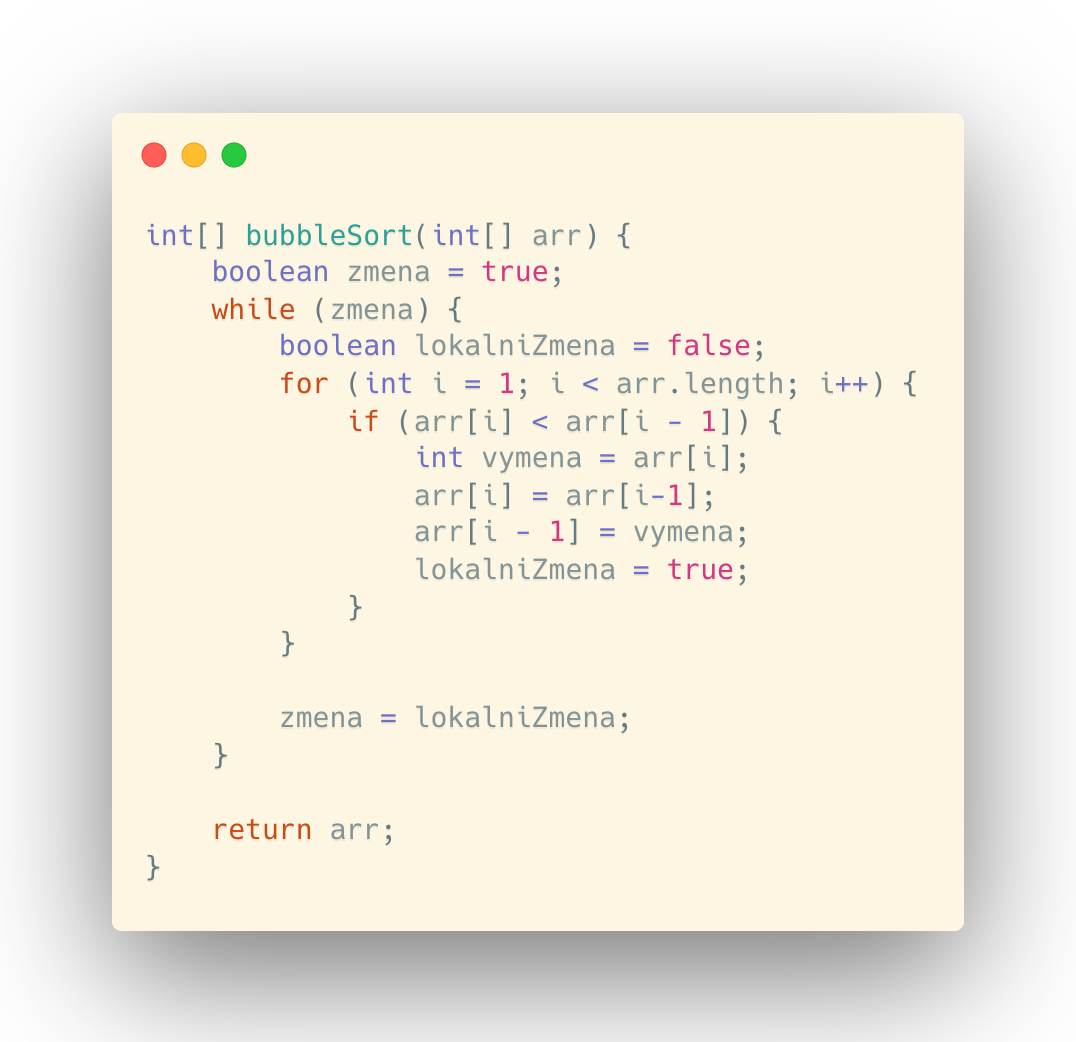 int[] bubbleSort(int[] arr) {
    boolean zmena = true;
    while (zmena) {
        boolean lokalniZmena = false;
        for (int i = 1; i < arr.length; i++) {
            if (arr[i] < arr[i - 1]) {
                int vymena = arr[i];
                arr[i] = arr[i-1];
                arr[i - 1] = vymena;
                lokalniZmena = true;
            }
        }

        zmena = lokalniZmena;
    }

    return arr;
}